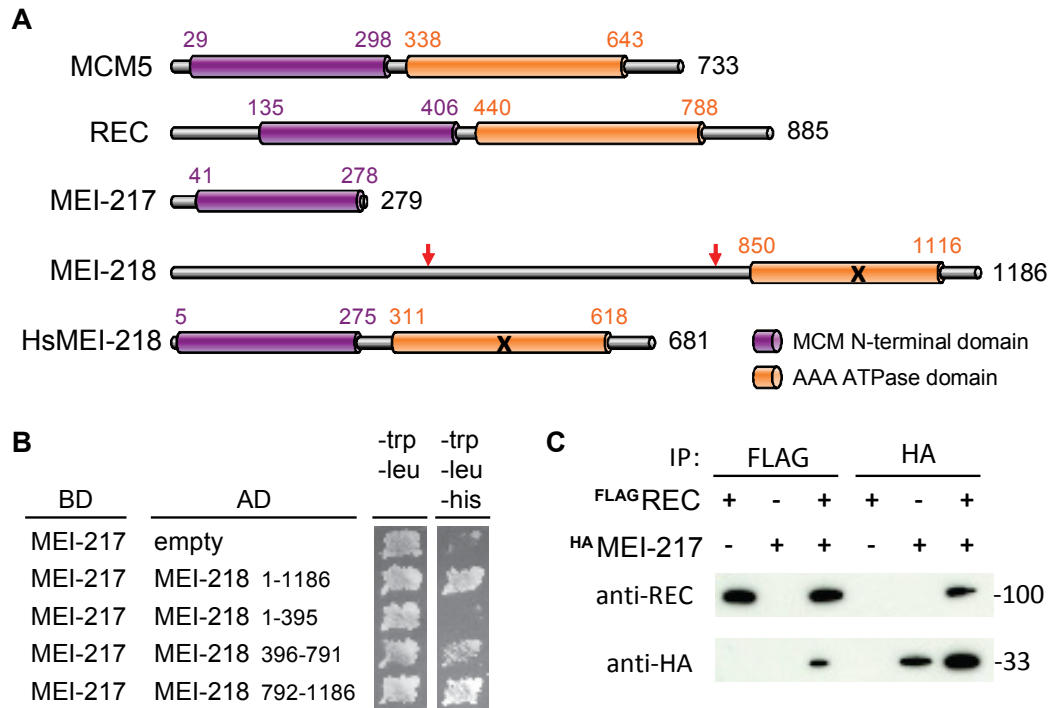 A
29 298 338 643
MCM5 733
135 406 440 788
REC 885
41 278
MEI-217 279
850 1116
MEI-218 X 1186
5 275 311 618
HsMEI-218 X 681
MCM N-terminal domain
AAA ATPase domain
B
-trp -trp
-leu -leu
-his
BD AD
MEI-217 empty
MEI-217 MEI-218 1-1186
MEI-217 MEI-218 1-395
MEI-217 MEI-218 396-791
MEI-217 MEI-218 792-1186
C
IP: FLAG HA
FLAGREC + - + + - +
HAMEI-217 - + + - + +
anti-REC -100
anti-HA -33